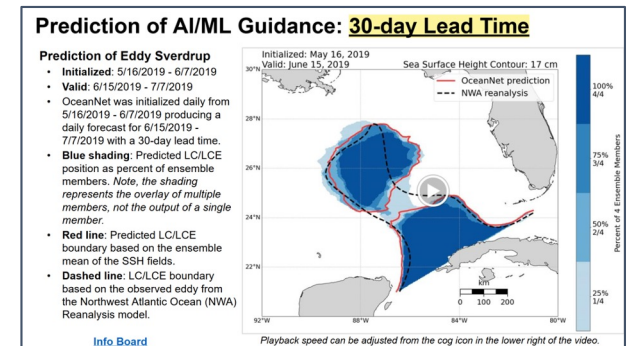 Prediction of AI/ML Guidance: 30-day Lead Time
Prediction of Eddy Sverdrup
• Initialized: 5/16/2019 - 6/7/2019
• Valid: 6/15/2019 - 7/7/2019
• OceanNet was initialized daily from
5/16/2019 - 6/7/2019 producing a
daily forecast for 6/15/2019 -
7/7/2019 with a 30-day lead time.
• Blue shading: Predicted LC/LCE
position as percent of ensemble
members. Note, the shading
represents the overlay of multiple
members, not the output of a single
member.
• Red line: Predicted LC/LCE
boundary based on the ensemble
mean of the SSH fields.
• Dashed line: LC/LCE boundary
based on the observed eddy from
the Northwest Atlantic Ocean (NWA)
Reanalysis model.
Info Board
Initialized: May 16, 2019
Valid: June 15, 2019
Sea Surface Height Contour: 17 cm
OceanNet prediction
NWA reanalysis
30°N
28°N
26°N
24°N
22°N
92°W
88°W
84°W
80°W
km
0 100 200
100%
4/4
75%
3/4
50%
2/4
25%
1/4
Percent of 4 Ensemble Members
Playback speed can be adjusted from the cog icon in the lower right of the video.